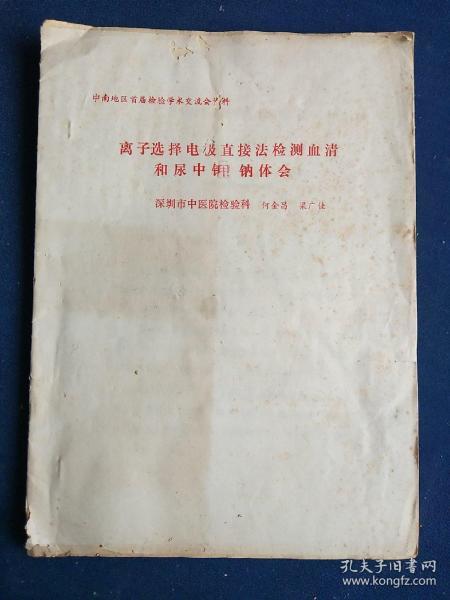 中南地区首届检验学术交流会资料
离子选择电极直接法检测血清
和尿中钾 钠体会
深圳市中医院检验科 何金昌 梁广佳
孔夫子旧书网
www.kongfz.com